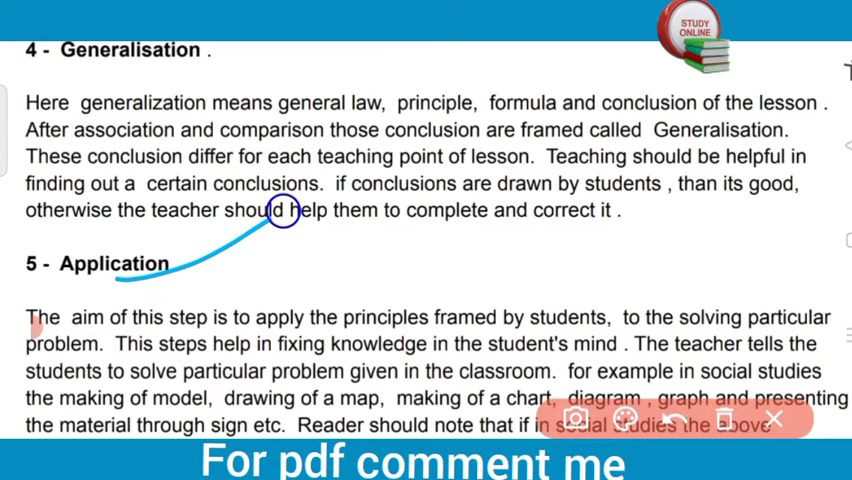 STUDY
ONLINE
4 - Generalisation .
Here generalization means general law, principle, formula and conclusion of the lesson .
After association and comparison those conclusion are framed called Generalisation.
These conclusion differ for each teaching point of lesson. Teaching should be helpful in
finding out a certain conclusions. if conclusions are drawn by students , than its good,
otherwise the teacher should help them to complete and correct it .
5 - Application
The aim of this step is to apply the principles framed by students, to the solving particular
problem. This steps help in fixing knowledge in the student's mind . The teacher tells the
students to solve particular problem given in the classroom. for example in social studies
the making of model, drawing of a map, making of a chart, diagram , graph and presenting
the material through sign etc. Reader should note that if in social studies the above
For pdf comment me